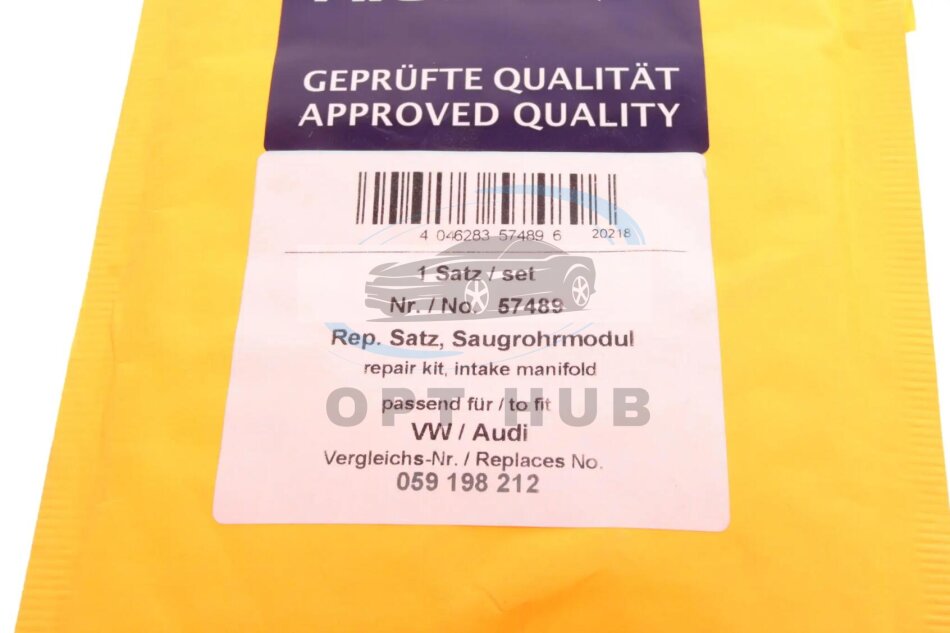 GEPRÜFTE QUALITÄT
APPROVED QUALITY
4 046283 57489 6 20218
1 Satz / set
Nr. / No. 57489
Rep. Satz, Saugrohrmodul
repair kit, intake manifold
passend für / to fit
OPT HUB
VW / Audi
Vergleichs-Nr. / Replaces No.
059 198 212